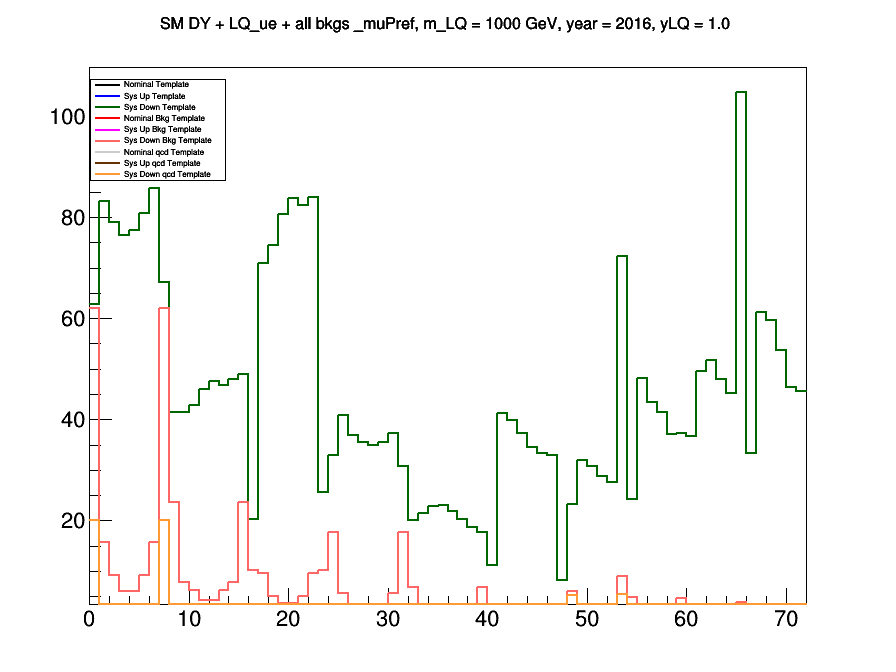 SM DY + LQ_ue + all bkgs _muPref, m_LQ = 1000 GeV, year = 2016, yLQ = 1.0
Nominal Template
Sys Up Template
Sys Down Template
Nominal Bkg Template
Sys Up Bkg Template
Sys Down Bkg Template
Nominal qcd Template
Sys Up qcd Template
Sys Down qcd Template
100
80
60
40
20
0 10 20 30 40 50 60 70